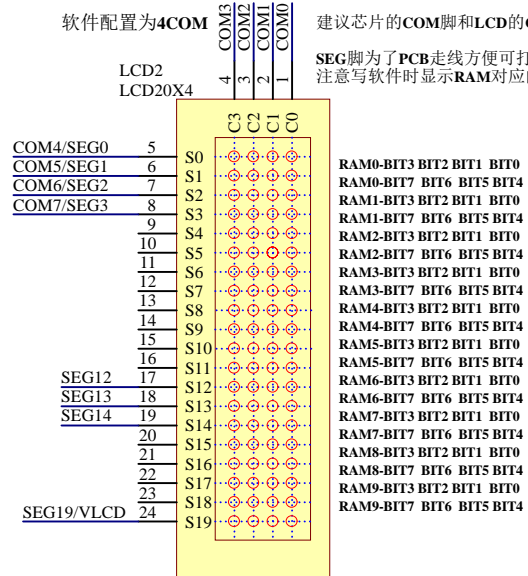 软件配置为4COM
COM3
COM2
COM1
COM0
建议芯片的COM脚和LCD的
SEG脚为了PCB走线方便可
注意写软件时显示RAM对应
LCD2
LCD20X4
4
3
2
1
C3
C2
C1
C0
COM4/SEG0 5 S0 RAM0-BIT3 BIT2 BIT1 BIT0
COM5/SEG1 6 S1 RAM0-BIT7 BIT6 BIT5 BIT4
COM6/SEG2 7 S2 RAM1-BIT3 BIT2 BIT1 BIT0
COM7/SEG3 8 S3 RAM1-BIT7 BIT6 BIT5 BIT4
9 S4 RAM2-BIT3 BIT2 BIT1 BIT0
10 S5 RAM2-BIT7 BIT6 BIT5 BIT4
11 S6 RAM3-BIT3 BIT2 BIT1 BIT0
12 S7 RAM3-BIT7 BIT6 BIT5 BIT4
13 S8 RAM4-BIT3 BIT2 BIT1 BIT0
14 S9 RAM4-BIT7 BIT6 BIT5 BIT4
15 S10 RAM5-BIT3 BIT2 BIT1 BIT0
16 S11 RAM5-BIT7 BIT6 BIT5 BIT4
SEG12 17 S12 RAM6-BIT3 BIT2 BIT1 BIT0
SEG13 18 S13 RAM6-BIT7 BIT6 BIT5 BIT4
SEG14 19 S14 RAM7-BIT3 BIT2 BIT1 BIT0
20 S15 RAM7-BIT7 BIT6 BIT5 BIT4
21 S16 RAM8-BIT3 BIT2 BIT1 BIT0
22 S17 RAM8-BIT7 BIT6 BIT5 BIT4
23 S18 RAM9-BIT3 BIT2 BIT1 BIT0
SEG19/VLCD 24 S19 RAM9-BIT7 BIT6 BIT5 BIT4